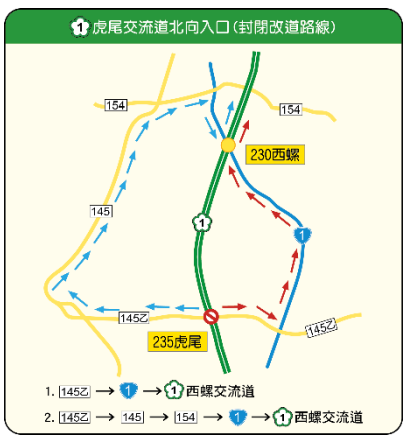 1 虎尾交流道北向入口(封閉改道路線)
154
154
230西螺
145
1
1
145乙
145乙
235虎尾
1. 145乙 → 1 → 1 西螺交流道
2. 145乙 → 145 → 154 → 1 → 1 西螺交流道